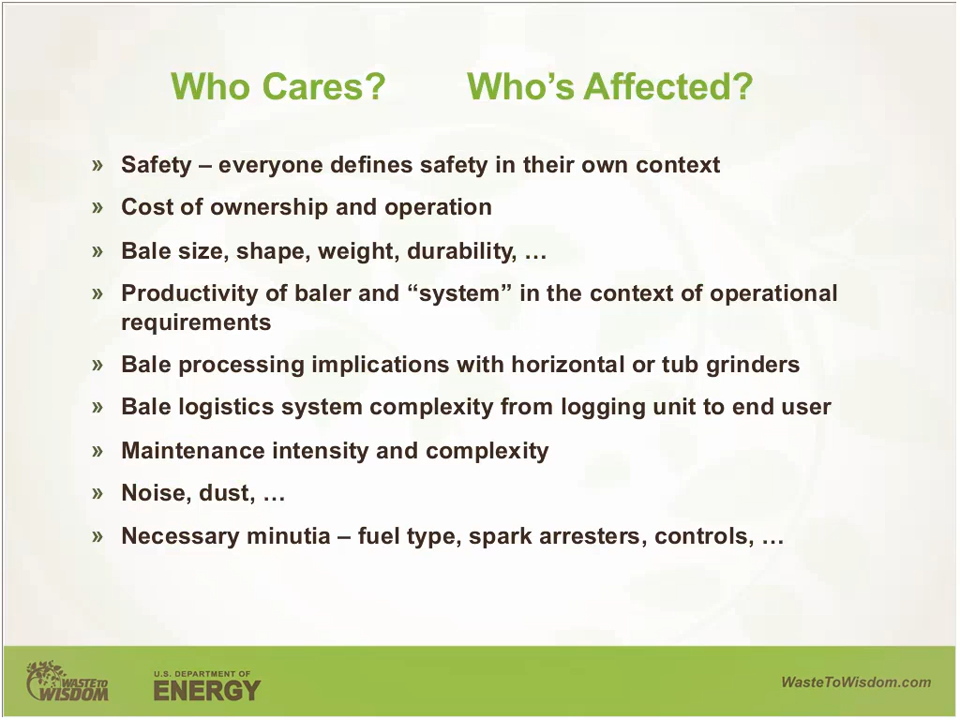 Who Cares? Who's Affected?
» Safety – everyone defines safety in their own context
» Cost of ownership and operation
» Bale size, shape, weight, durability, …
» Productivity of baler and “system” in the context of operational
requirements
» Bale processing implications with horizontal or tub grinders
» Bale logistics system complexity from logging unit to end user
» Maintenance intensity and complexity
» Noise, dust, …
» Necessary minutia – fuel type, spark arresters, controls, …
WASTE TO
WISDOM
U.S. DEPARTMENT OF
ENERGY
WasteToWisdom.com